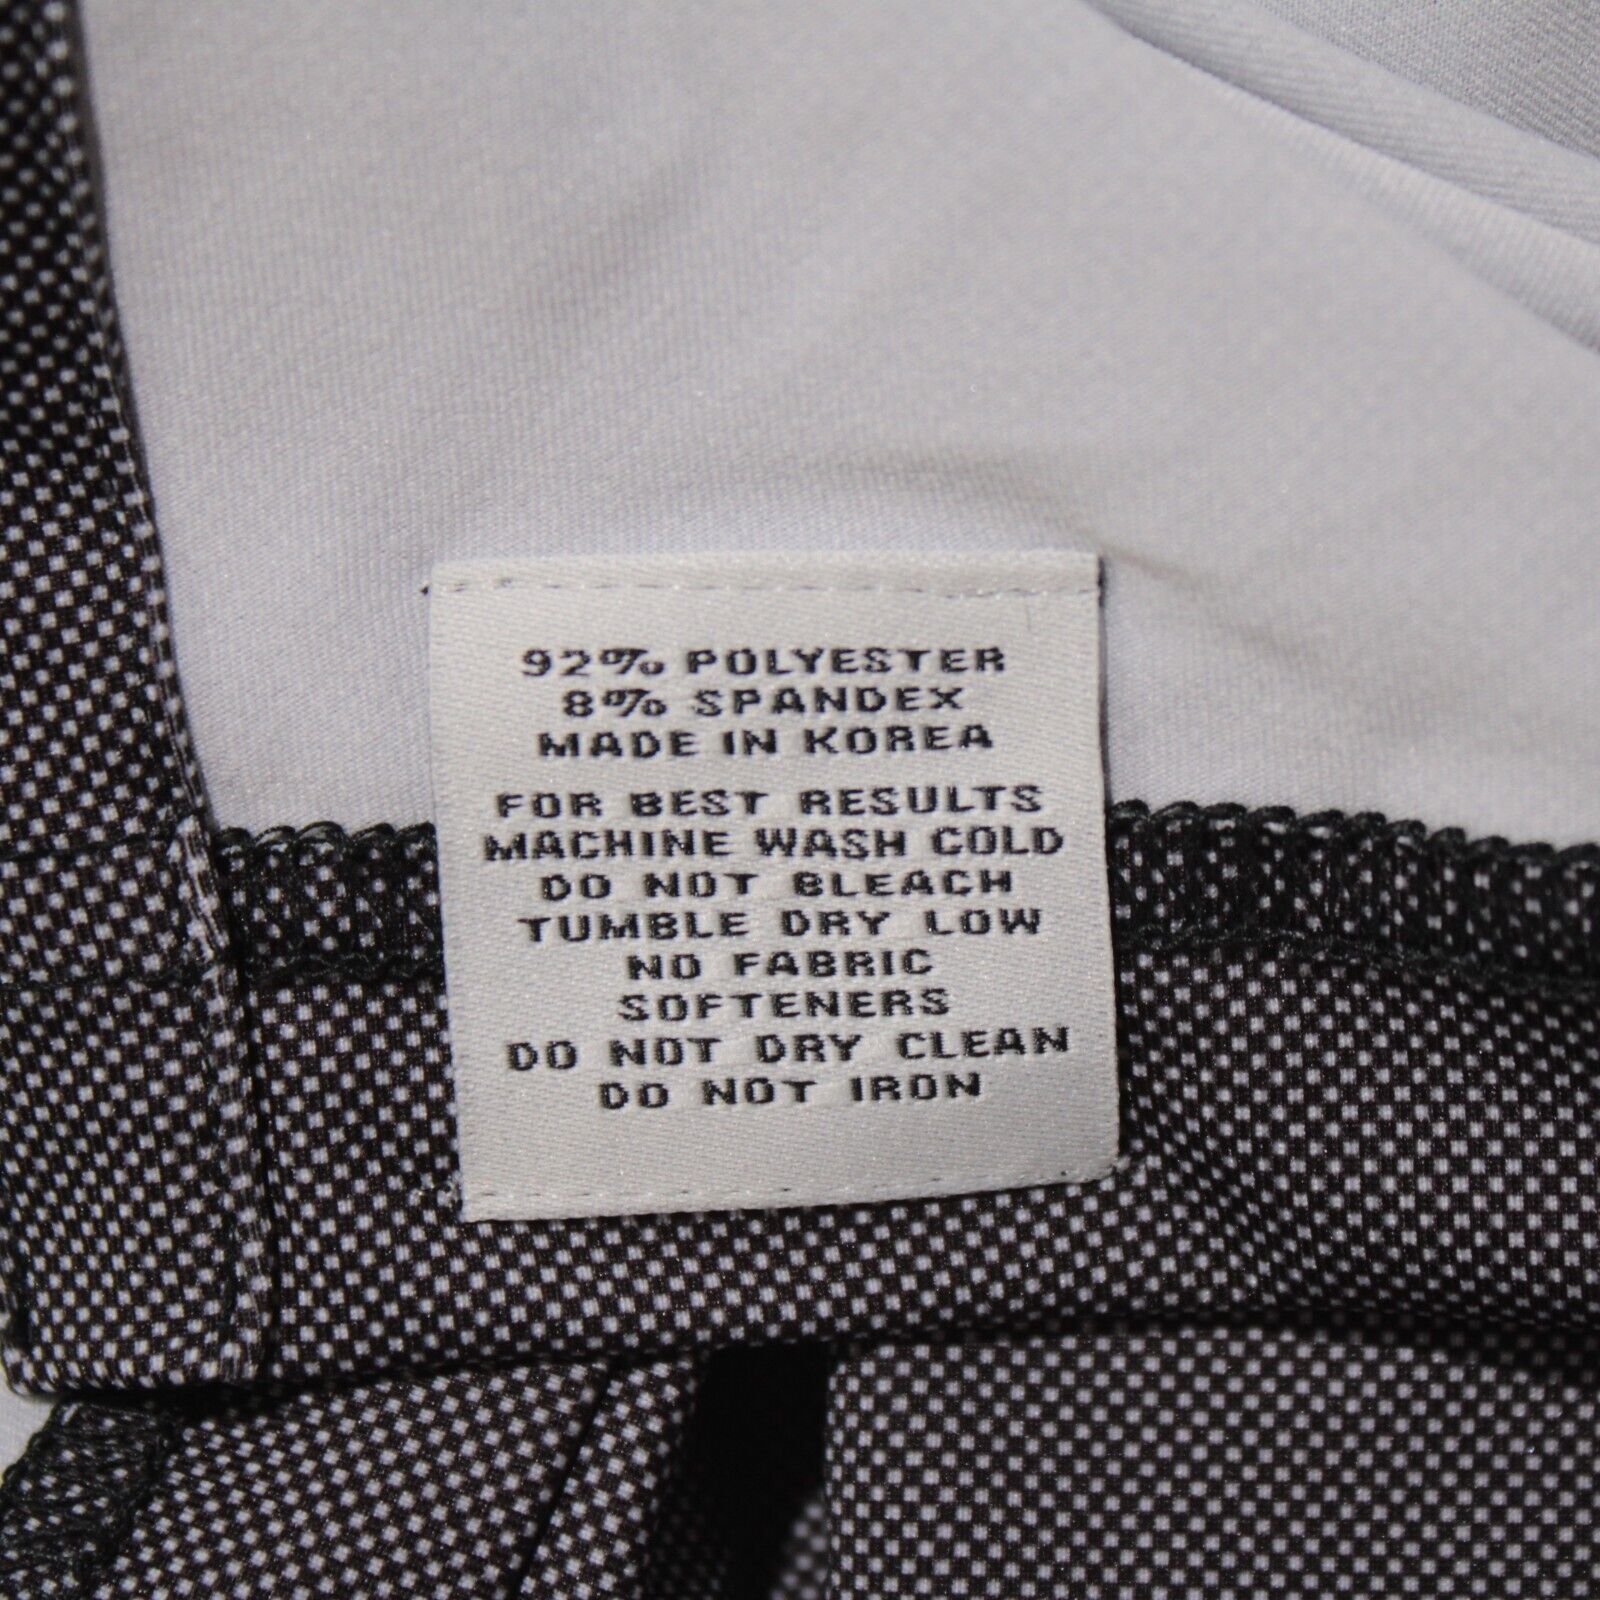 92% POLYESTER
8% SPANDEX
MADE IN KOREA
FOR BEST RESULTS
MACHINE WASH COLD
DO NOT BLEACH
TUMBLE DRY LOW
NO FABRIC
SOFTENERS
DO NOT DRY CLEAN
DO NOT IRON